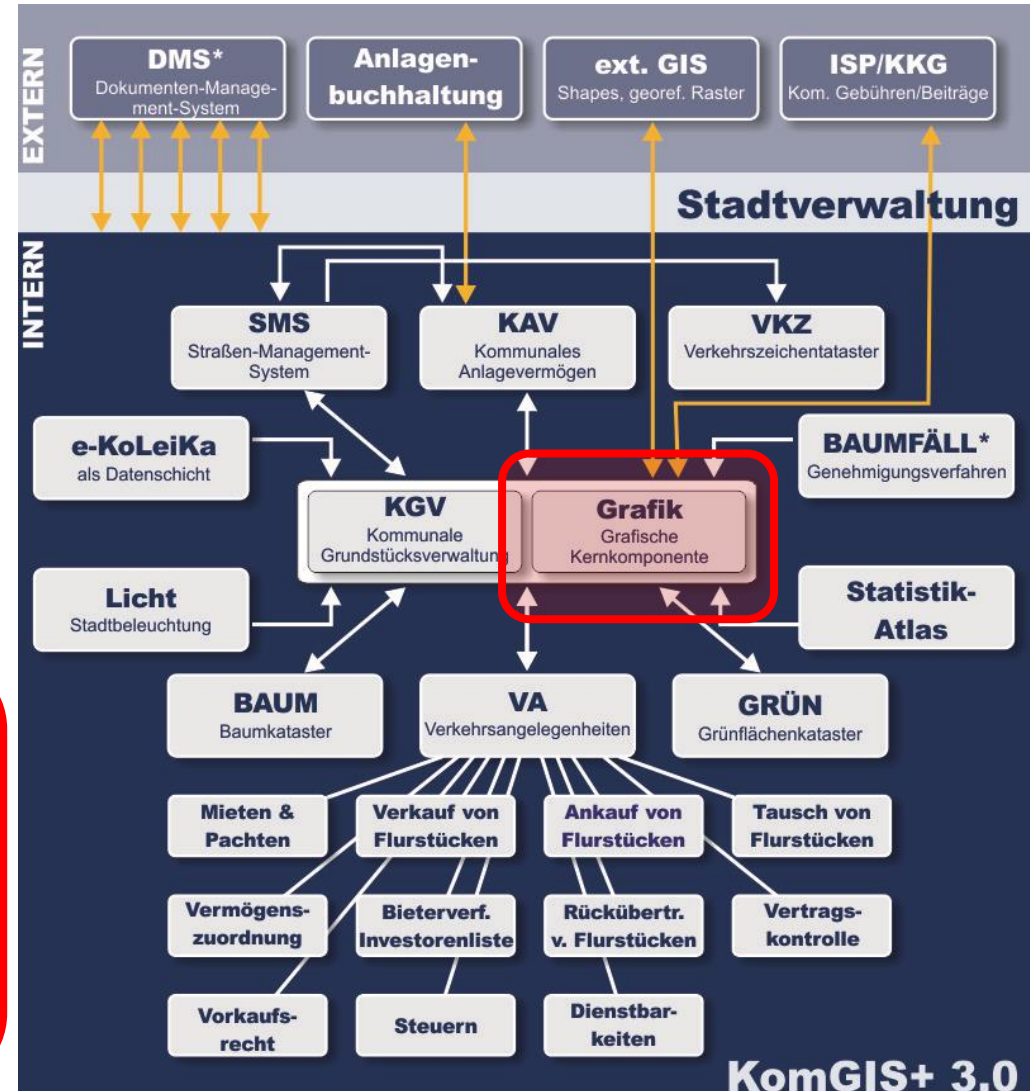 EXTERN
DMS*
Dokumenten-Manage-
ment-System
Anlagen-
buchhaltung
ext. GIS
Shapes, georef. Raster
ISP/KKG
Kom. Gebühren/Beiträge
Stadtverwaltung
INTERN
SMS
Straßen-Management-
System
KAV
Kommunales
Anlagevermögen
VKZ
Verkehrszeichentataster
e-KoLeiKa
als Datenschicht
BAUMFÄLL*
Genehmigungsverfahren
KGV
Kommunale
Grundstücksverwaltung
Grafik
Grafische
Kernkomponente
Licht
Stadtbeleuchtung
Statistik-
Atlas
BAUM
Baumkataster
VA
Verkehrsangelegenheiten
GRÜN
Grünflächenkataster
Mieten &
Pachten
Verkauf von
Flurstücken
Ankauf von
Flurstücken
Tausch von
Flurstücken
Vermögens-
zuordnung
Bieterverf.
Investorenliste
Rückübertr.
v. Flurstücken
Vertrags-
kontrolle
Vorkaufs-
recht
Steuern
Dienstbar-
keiten
KomGIS+ 3.0